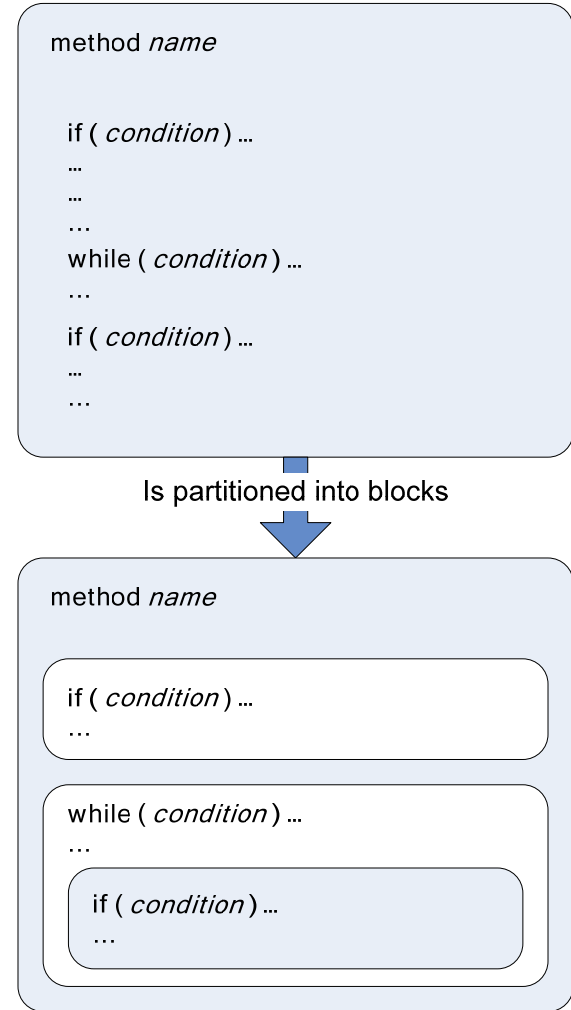 method name
if ( condition ) ...
...
...
...
while ( condition ) ...
...
if ( condition ) ...
...
...
Is partitioned into blocks
method name
if ( condition ) ...
...
while ( condition ) ...
...
if ( condition ) ...
...